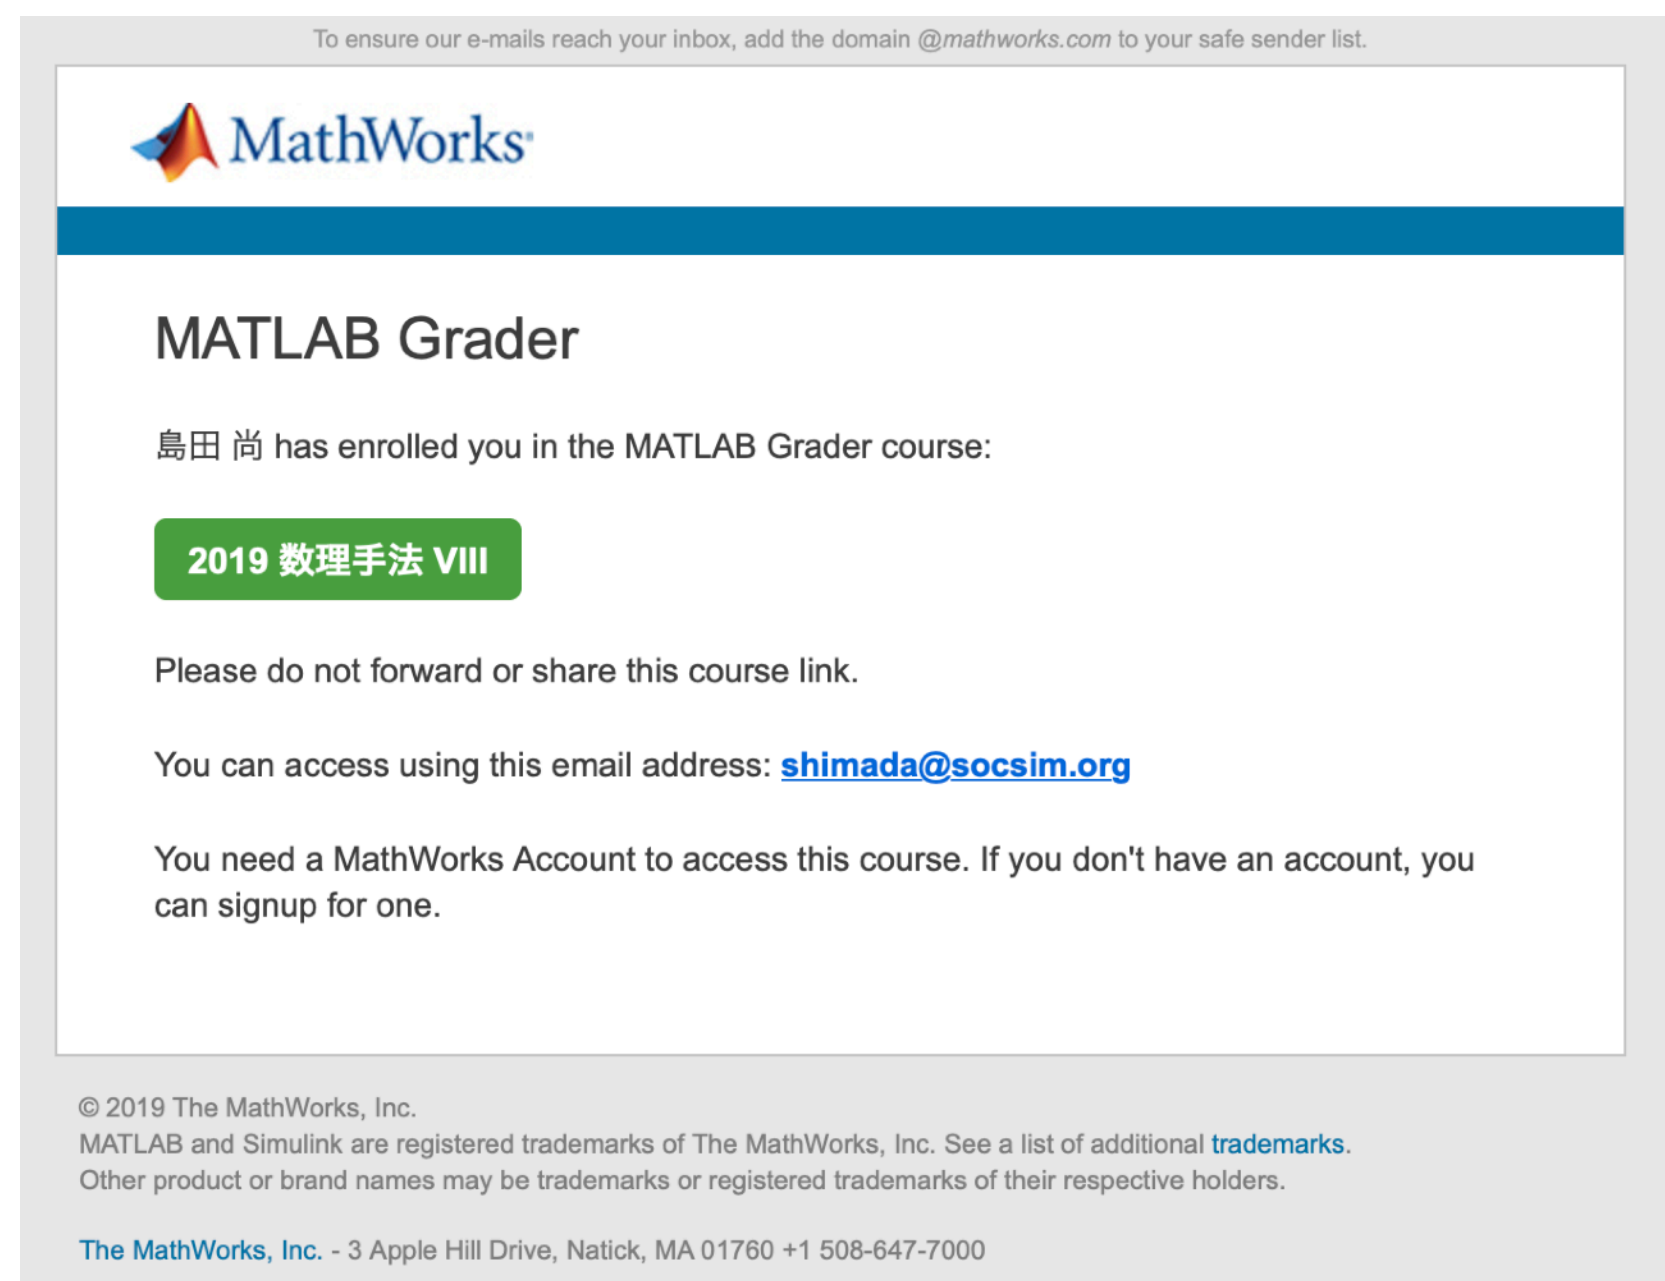 To ensure our e-mails reach your inbox, add the domain @mathworks.com to your safe sender list.
MathWorks®
MATLAB Grader
島田 尚 has enrolled you in the MATLAB Grader course:
2019 数理手法 VIII
Please do not forward or share this course link.
You can access using this email address: shimada@socsim.org
You need a MathWorks Account to access this course. If you don't have an account, you
can signup for one.
© 2019 The MathWorks, Inc.
MATLAB and Simulink are registered trademarks of The MathWorks, Inc. See a list of additional trademarks.
Other product or brand names may be trademarks or registered trademarks of their respective holders.
The MathWorks, Inc. - 3 Apple Hill Drive, Natick, MA 01760 +1 508-647-7000